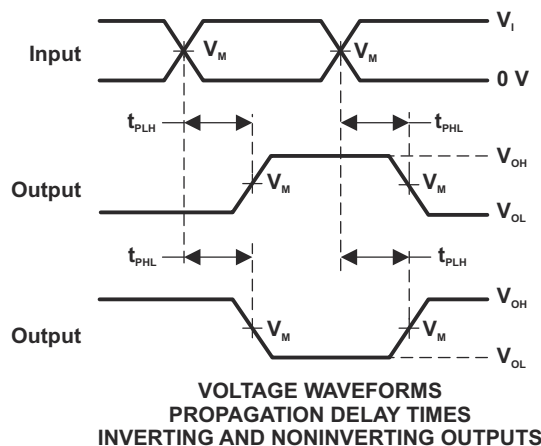 V_I
Input V_M V_M
0 V
t_PLH t_PHL
V_OH
Output V_M V_M
V_OL
t_PHL t_PLH
V_OH
Output V_M V_M
V_OL
VOLTAGE WAVEFORMS
PROPAGATION DELAY TIMES
INVERTING AND NONINVERTING OUTPUTS